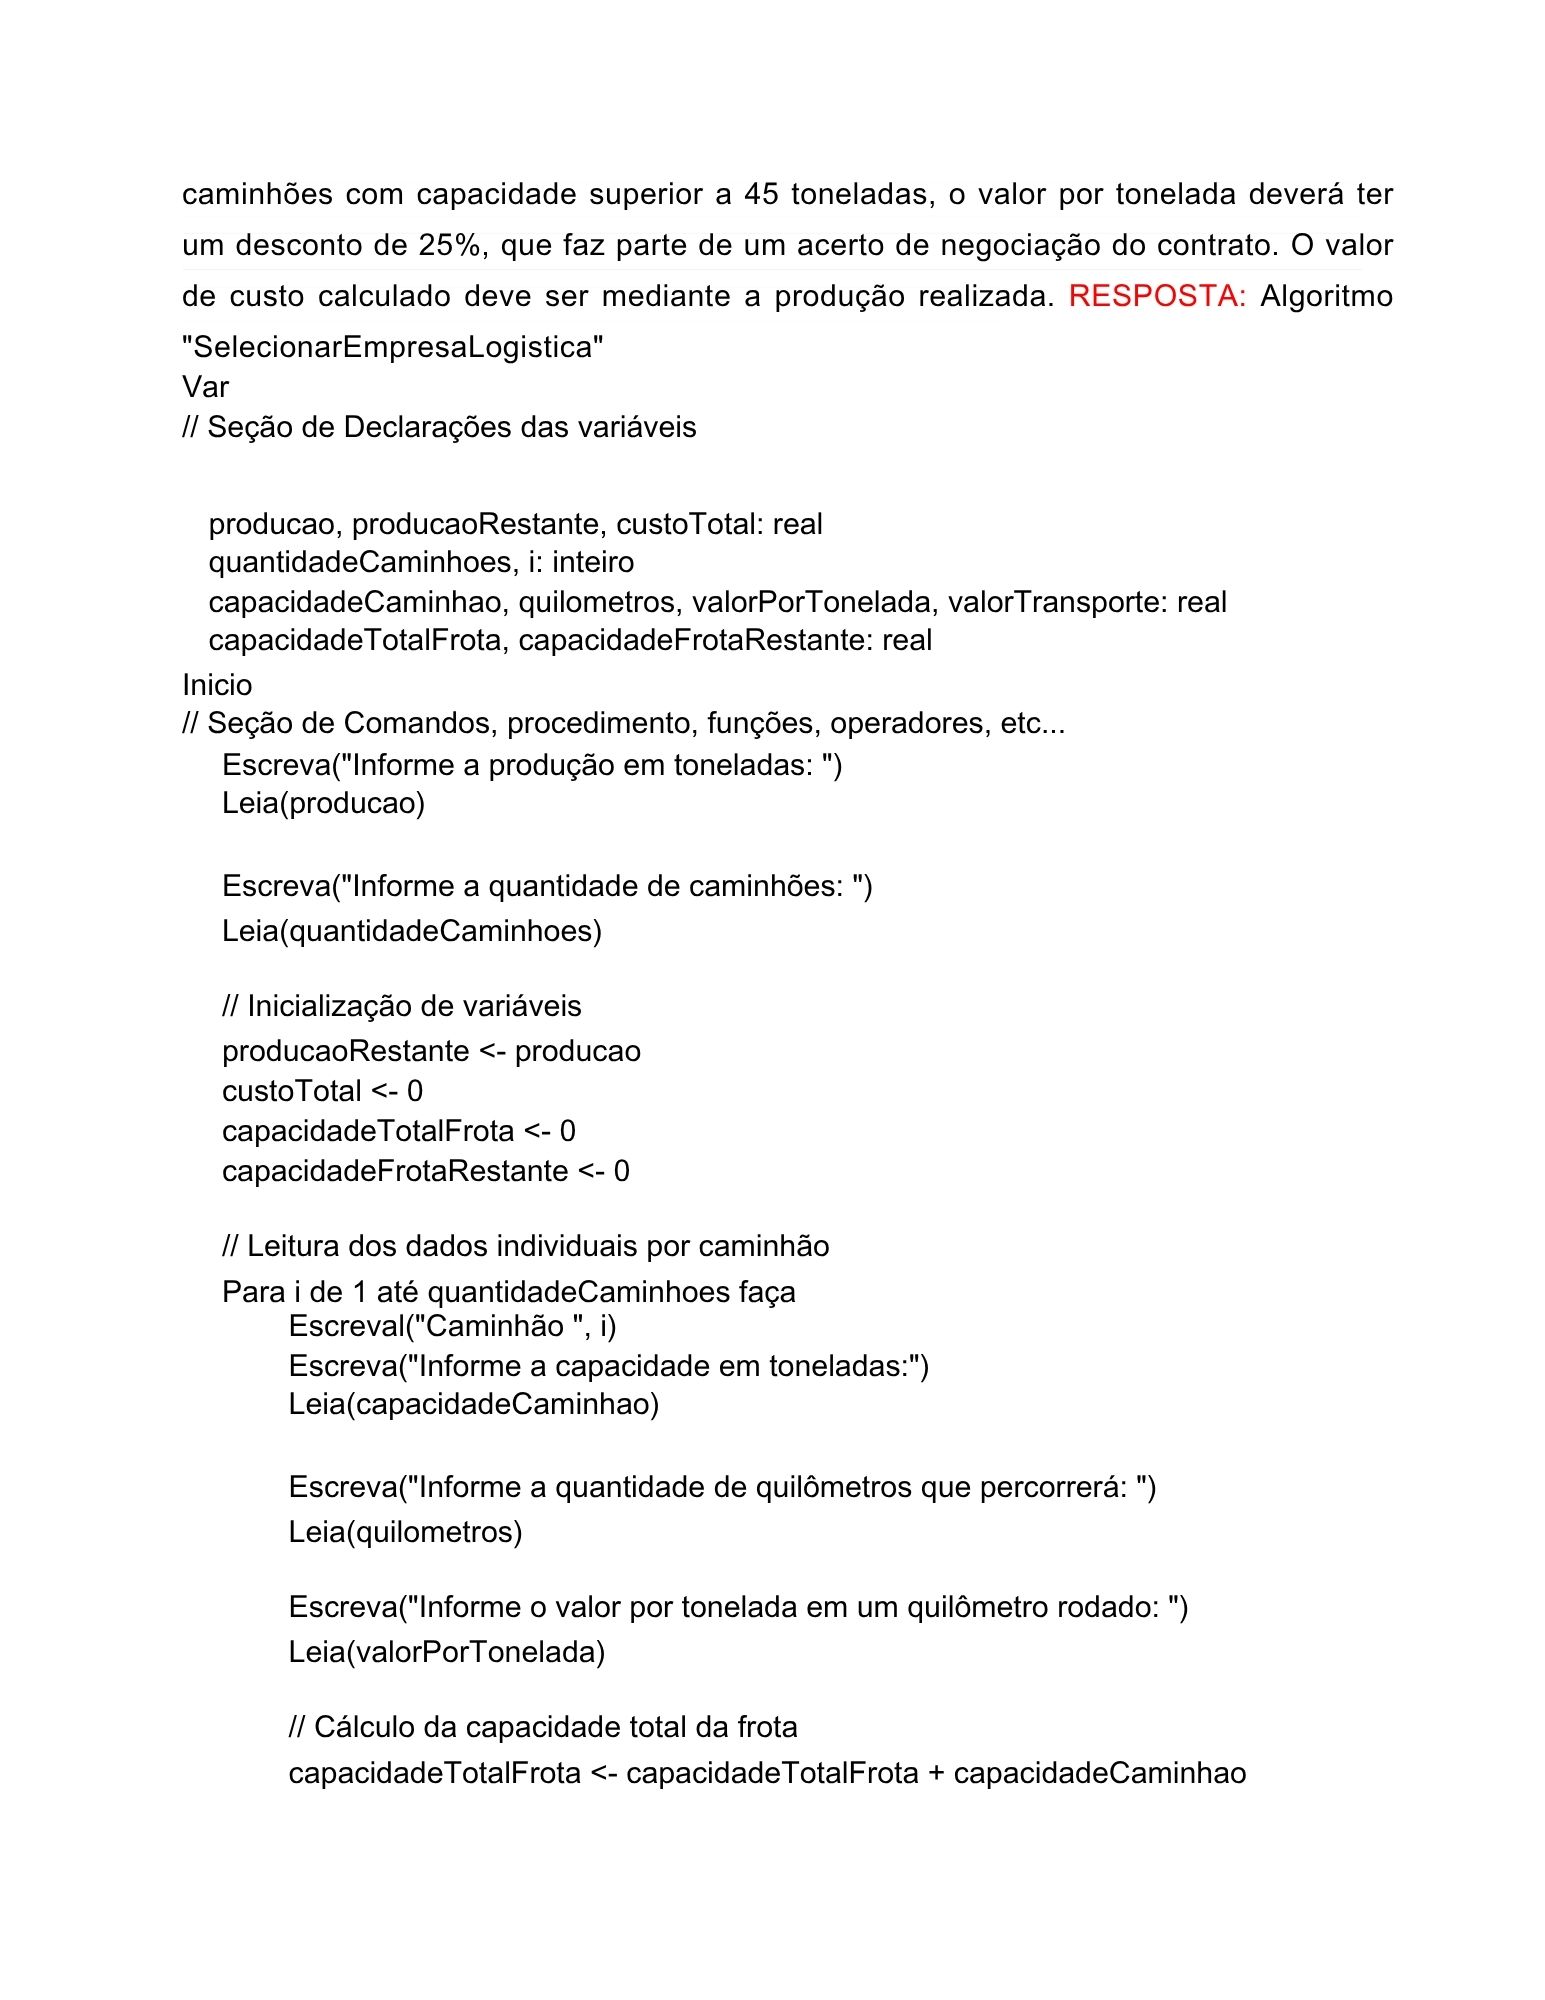 caminhões com capacidade superior a 45 toneladas, o valor por tonelada deverá ter
um desconto de 25%, que faz parte de um acerto de negociação do contrato. O valor
de custo calculado deve ser mediante a produção realizada. RESPOSTA: Algoritmo
"SelecionarEmpresaLogistica"
Var
// Seção de Declarações das variáveis
producao, producaoRestante, custoTotal: real
quantidadeCaminhoes, i: inteiro
capacidadeCaminhao, quilometros, valorPorTonelada, valorTransporte: real
capacidadeTotalFrota, capacidadeFrotaRestante: real
Inicio
// Seção de Comandos, procedimento, funções, operadores, etc...
Escreva("Informe a produção em toneladas: ")
Leia(producao)
Escreva("Informe a quantidade de caminhões: ")
Leia(quantidadeCaminhoes)
// Inicialização de variáveis
producaoRestante <- producao
custoTotal <- 0
capacidadeTotalFrota <- 0
capacidadeFrotaRestante <- 0
// Leitura dos dados individuais por caminhão
Para i de 1 até quantidadeCaminhoes faça
Escreval("Caminhão ", i)
Escreva("Informe a capacidade em toneladas:")
Leia(capacidadeCaminhao)
Escreva("Informe a quantidade de quilômetros que percorrerá: ")
Leia(quilometros)
Escreva("Informe o valor por tonelada em um quilômetro rodado: ")
Leia(valorPorTonelada)
// Cálculo da capacidade total da frota
capacidadeTotalFrota <- capacidadeTotalFrota + capacidadeCaminhao